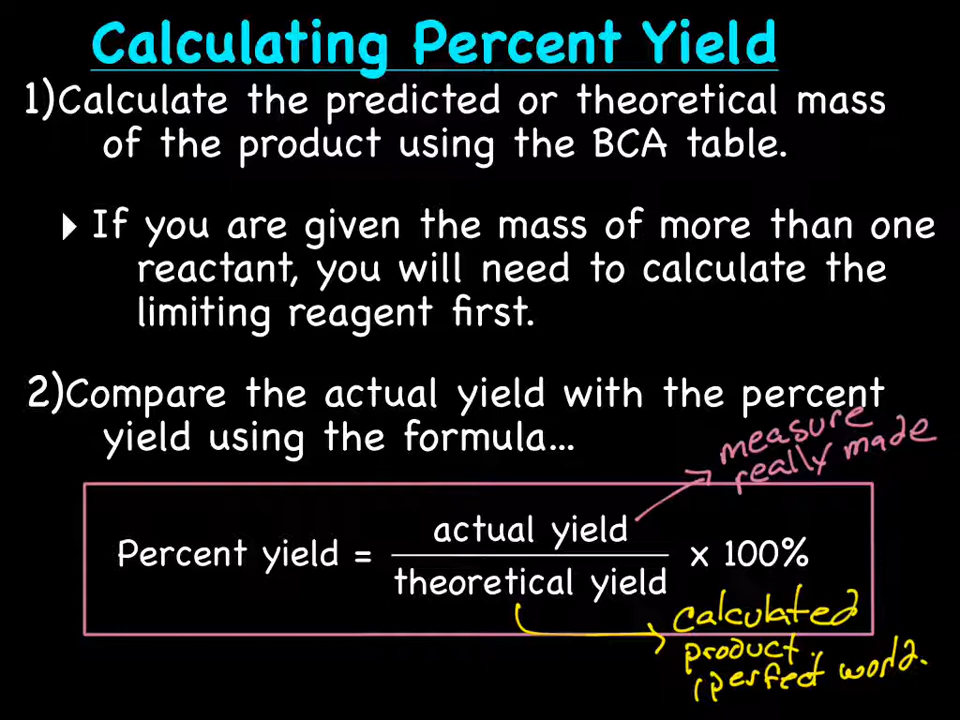 Calculating Percent Yield
1)Calculate the predicted or theoretical mass
of the product using the BCA table.
If you are given the mass of more than one
reactant, you will need to calculate the
limiting reagent first.
2)Compare the actual yield with the percent
yield using the formula...
measure
really made
Percent yield = actual yield / theoretical yield x 100%
calculated
product.
perfect world.